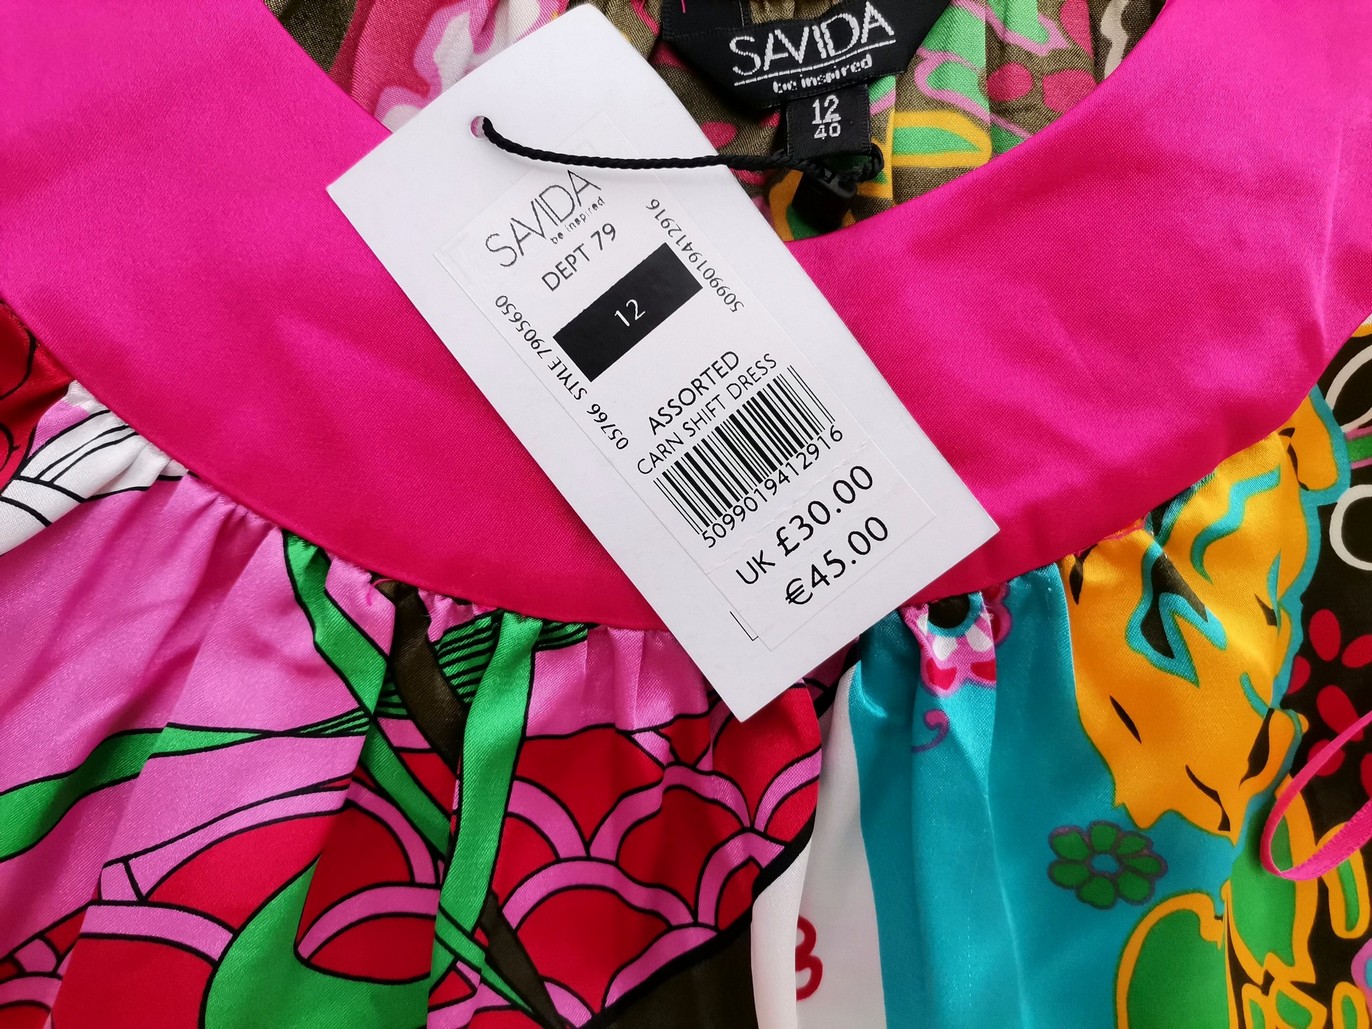 SAVIDA
be inspired
12
40
SAVIDA
be inspired
DEPT 79
5099019412916
12
05766 STYLE 7905650
ASSORTED
CARN SHIFT DRESS
5099019412916
UK £30.00
€45.00